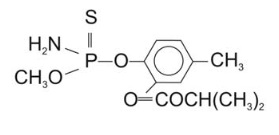 S
H₂N P O CH₃
CH₃O
O=COCH(CH₃)₂